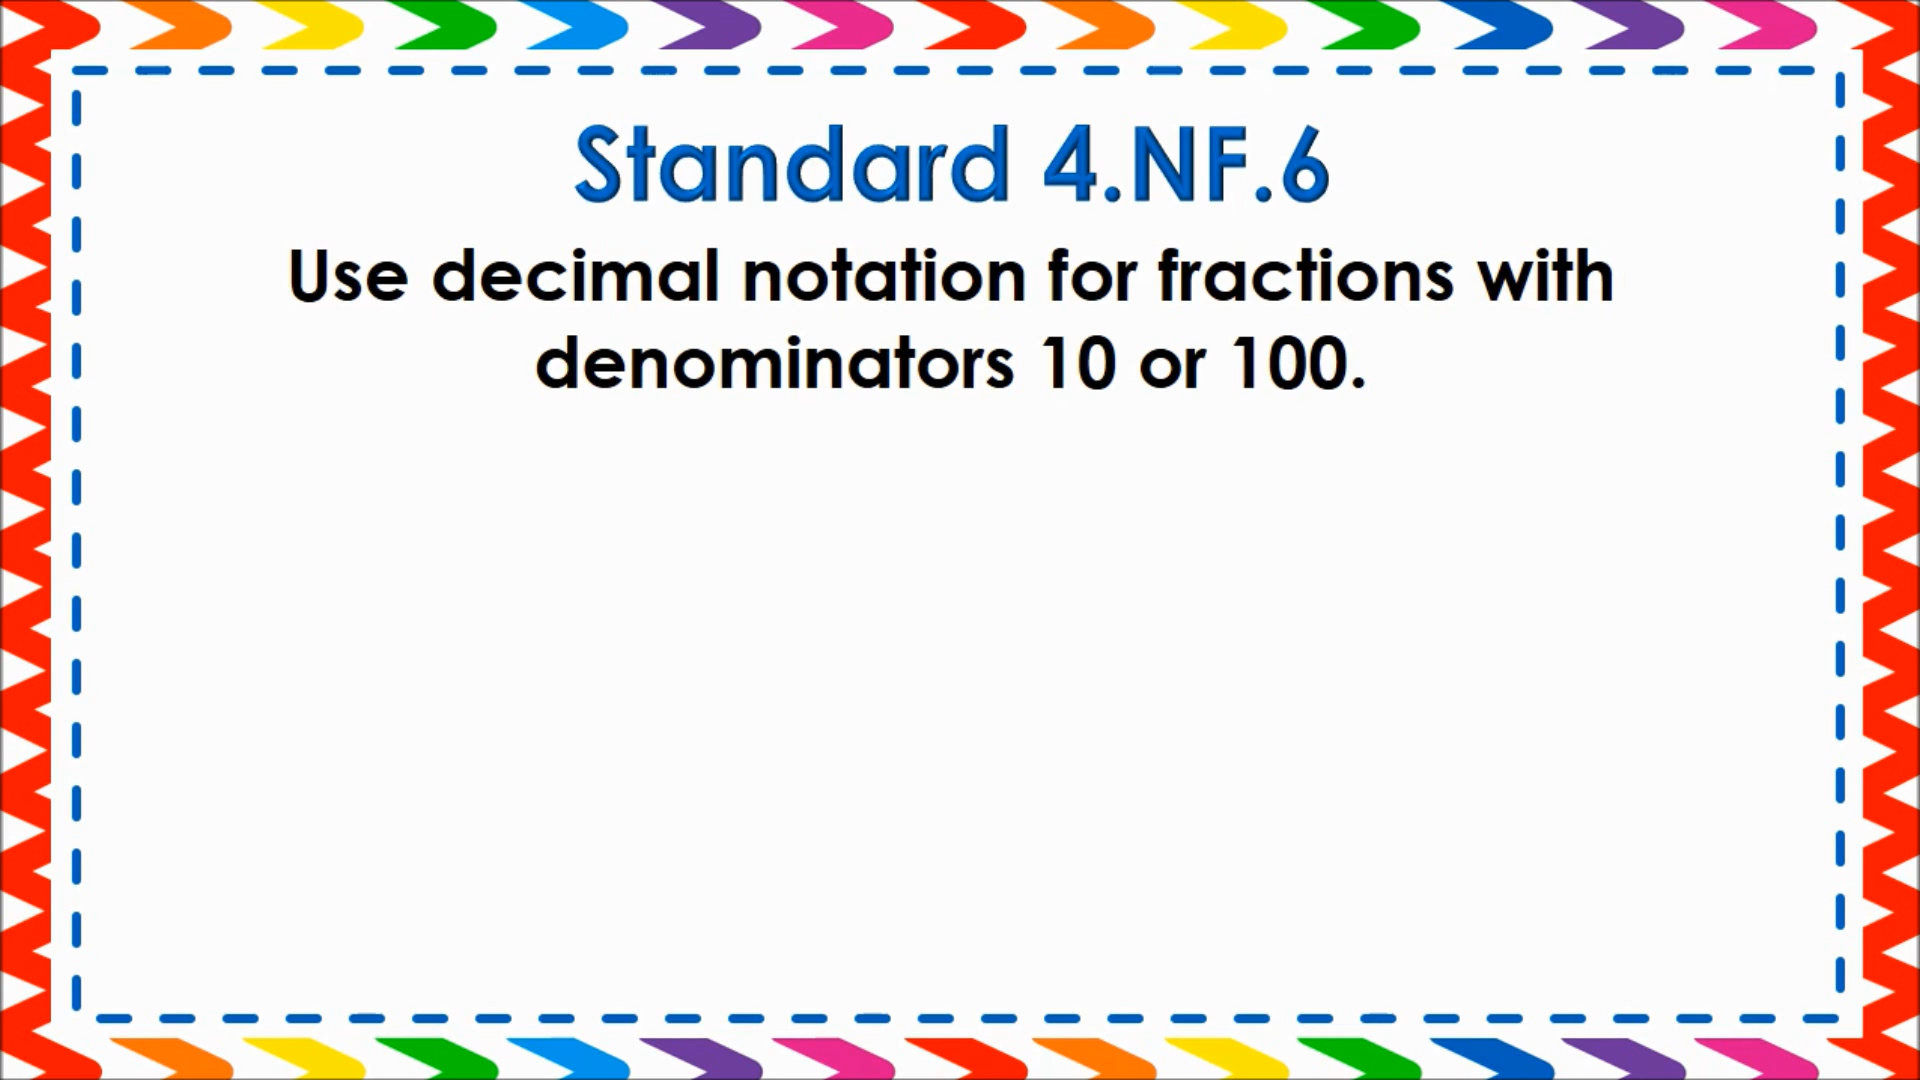 Standard 4.NF.6
Use decimal notation for fractions with
denominators 10 or 100.